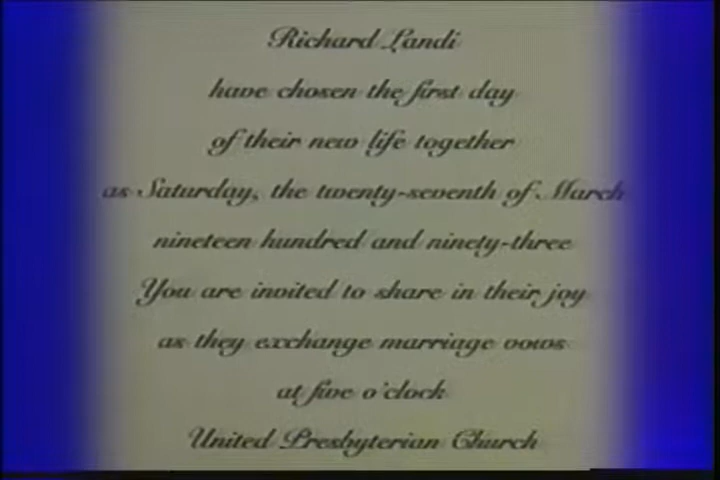 Richard Landi
have chosen the first day
of their new life together
as Saturday, the twenty-seventh of March
nineteen hundred and ninety-three
You are invited to share in their joy
as they exchange marriage vows
at five o'clock
United Presbyterian Church